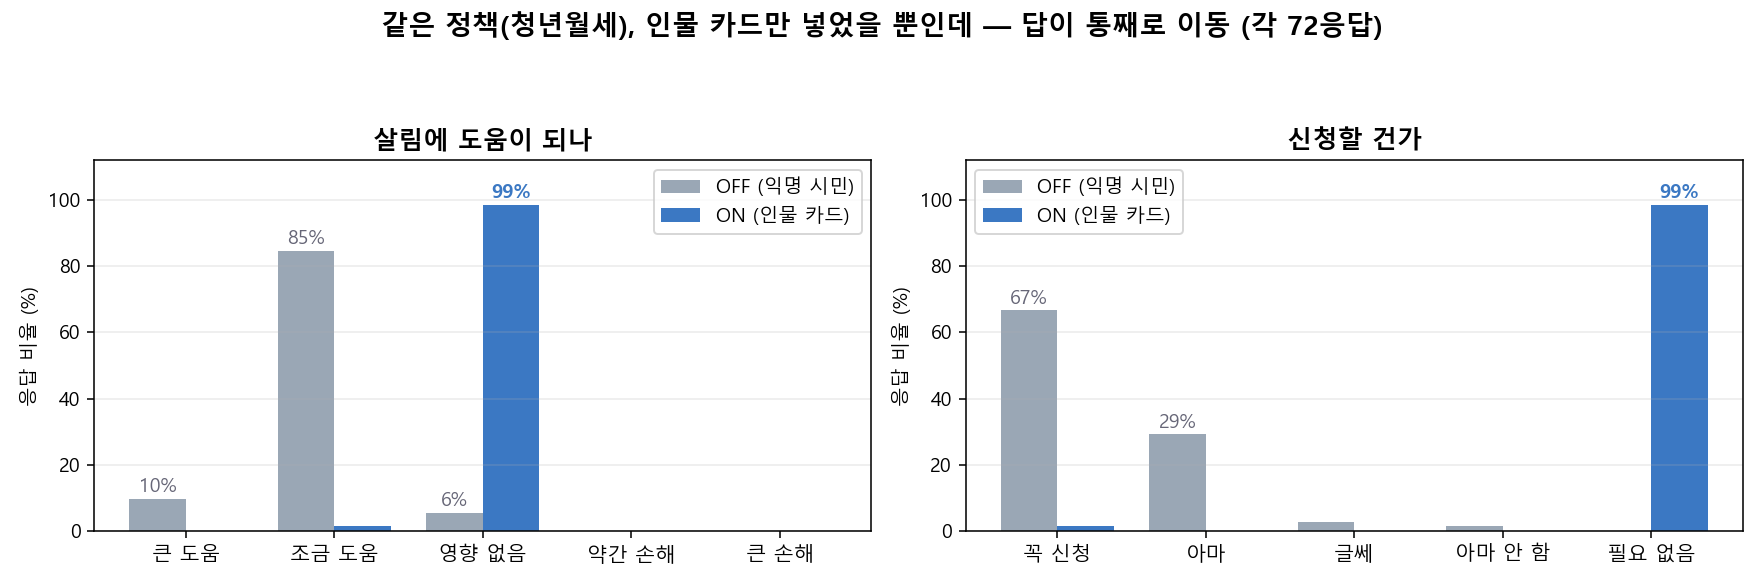 같은 정책(청년월세), 인물 카드만 넣었을 뿐인데 — 답이 통째로 이동 (각 72응답)
살림에 도움이 되나
응답 비율 (%)
100
80
60
40
20
0
10%
85%
6%
99%
OFF (익명 시민)
ON (인물 카드)
큰 도움
조금 도움
영향 없음
약간 손해
큰 손해
신청할 건가
응답 비율 (%)
100
80
60
40
20
0
OFF (익명 시민)
ON (인물 카드)
67%
29%
99%
꼭 신청
아마
글쎄
아마 안 함
필요 없음